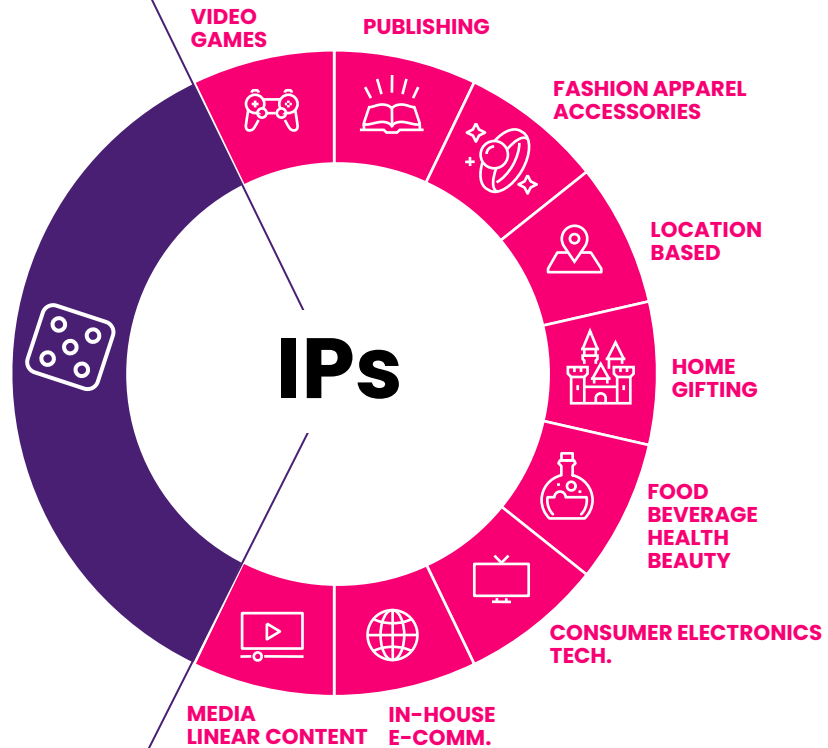 VIDEO
GAMES
PUBLISHING
FASHION APPAREL
ACCESSORIES
LOCATION
BASED
IPs
HOME
GIFTING
FOOD
BEVERAGE
HEALTH
BEAUTY
CONSUMER ELECTRONICS
TECH.
MEDIA
LINEAR CONTENT
IN-HOUSE
E-COMM.